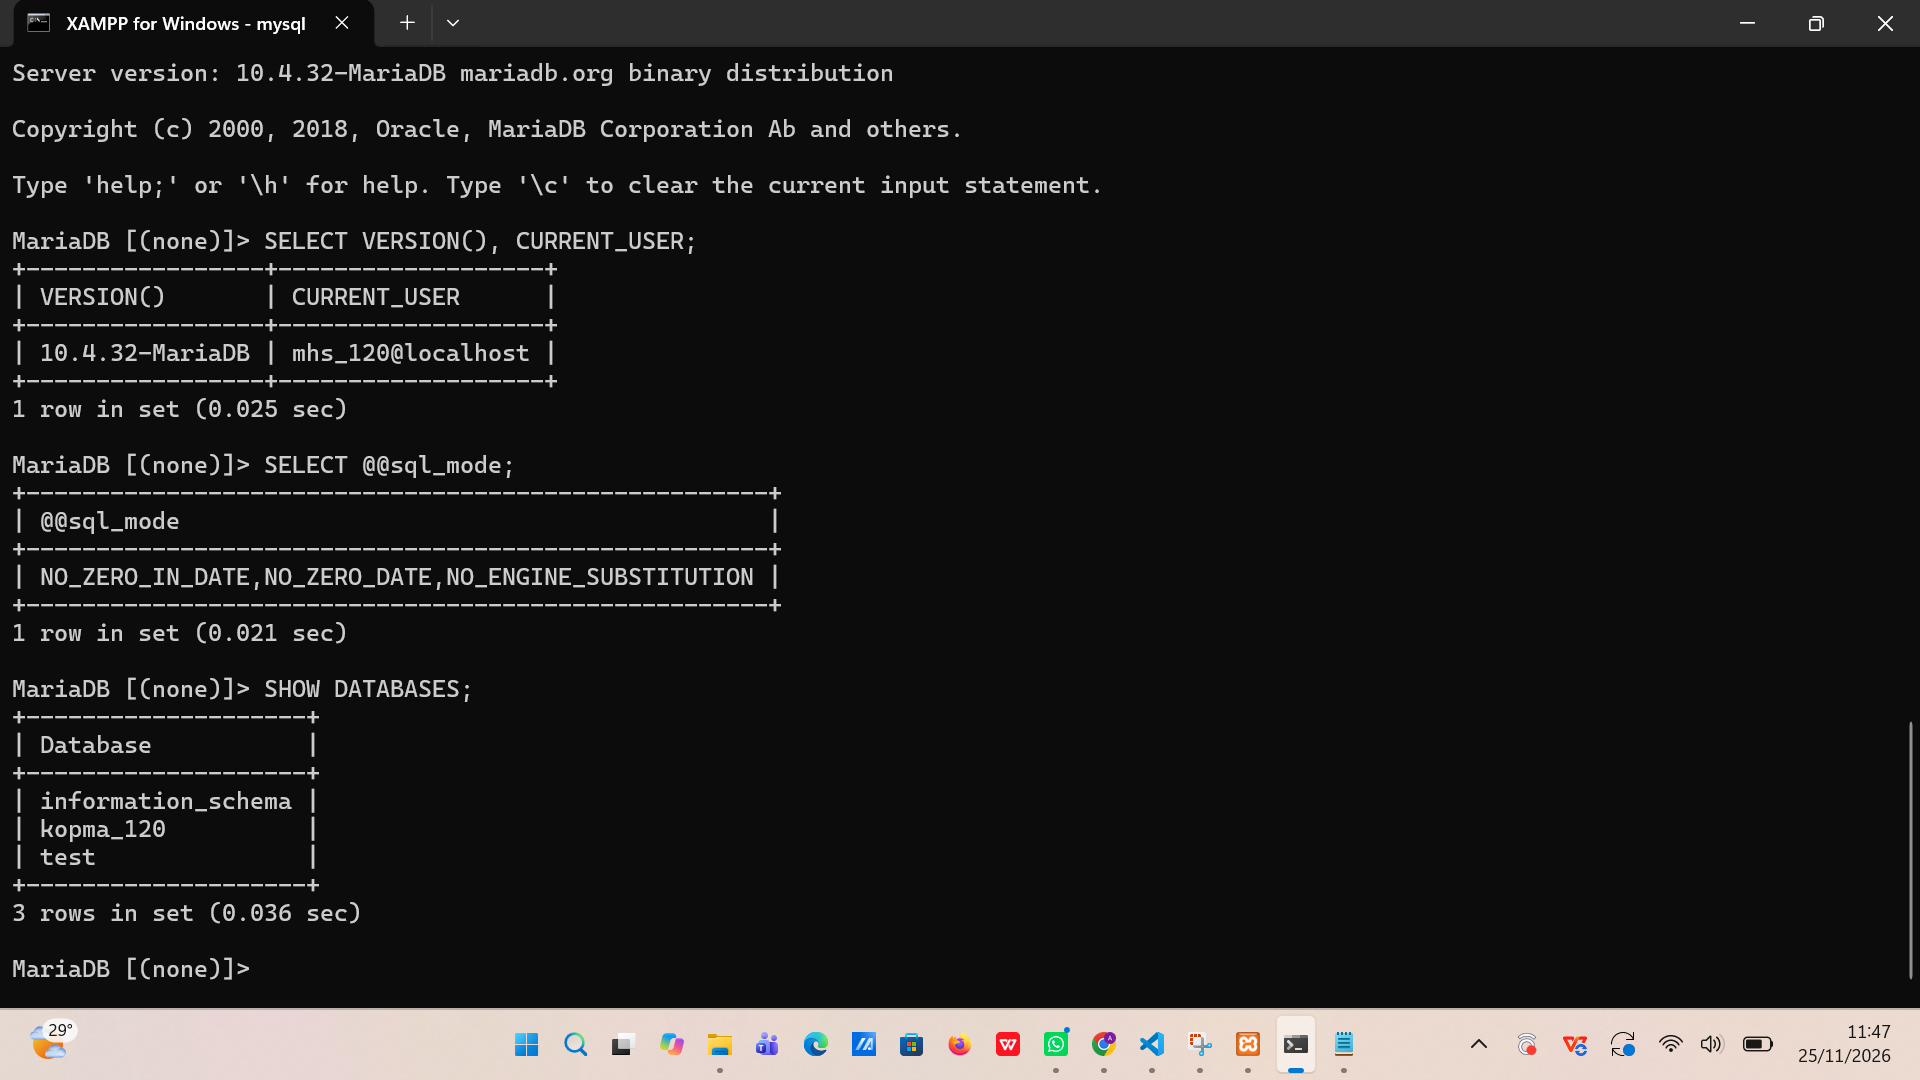 XAMPP for Windows - mysql
Server version: 10.4.32-MariaDB mariadb.org binary distribution
Copyright (c) 2000, 2018, Oracle, MariaDB Corporation Ab and others.
Type 'help;' or '\h' for help. Type '\c' to clear the current input statement.
MariaDB [(none)]> SELECT VERSION(), CURRENT_USER;
+-----------------+-------------------+
| VERSION()       | CURRENT_USER      |
+-----------------+-------------------+
| 10.4.32-MariaDB | mhs_120@localhost |
+-----------------+-------------------+
1 row in set (0.025 sec)
MariaDB [(none)]> SELECT @@sql_mode;
+-----------------------------------------------------+
| @@sql_mode                                          |
+-----------------------------------------------------+
| NO_ZERO_IN_DATE,NO_ZERO_DATE,NO_ENGINE_SUBSTITUTION |
+-----------------------------------------------------+
1 row in set (0.021 sec)
MariaDB [(none)]> SHOW DATABASES;
+--------------------+
| Database           |
+--------------------+
| information_schema |
| kopma_120          |
| test               |
+--------------------+
3 rows in set (0.036 sec)
MariaDB [(none)]>
29°
11:47
25/11/2026